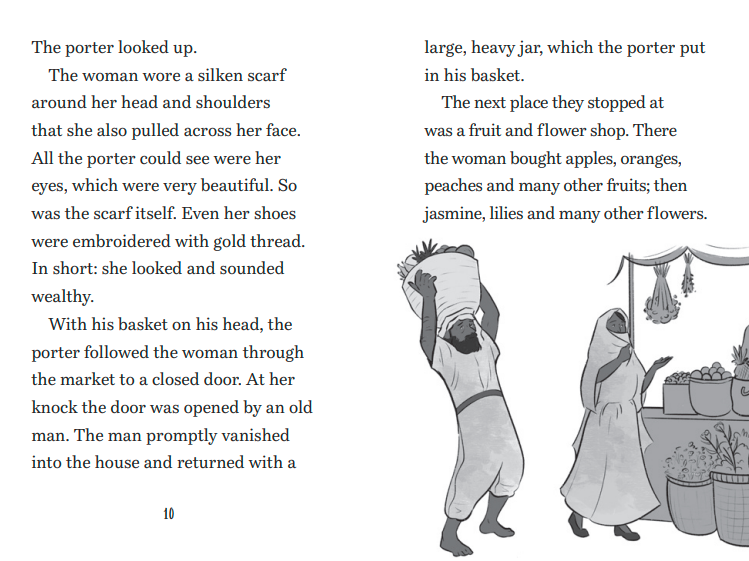 The porter looked up.
The woman wore a silken scarf
around her head and shoulders
that she also pulled across her face.
All the porter could see were her
eyes, which were very beautiful. So
was the scarf itself. Even her shoes
were embroidered with gold thread.
In short: she looked and sounded
wealthy.
With his basket on his head, the
porter followed the woman through
the market to a closed door. At her
knock the door was opened by an old
man. The man promptly vanished
into the house and returned with a
10
large, heavy jar, which the porter put
in his basket.
The next place they stopped at
was a fruit and flower shop. There
the woman bought apples, oranges,
peaches and many other fruits; then
jasmine, lilies and many other flowers.